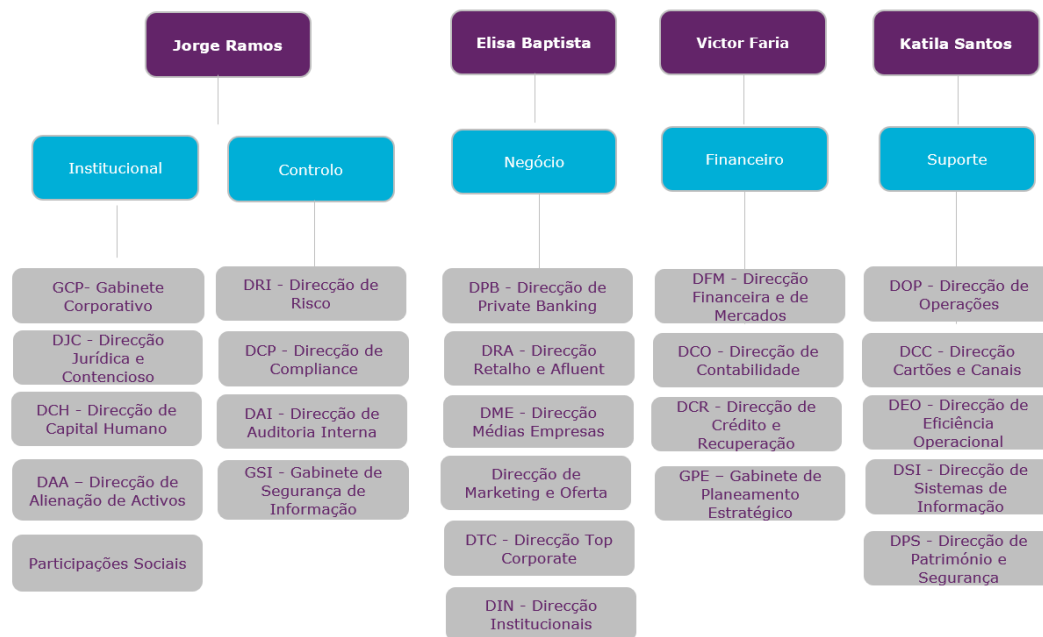 Jorge Ramos
Elisa Baptista
Victor Faria
Katila Santos
Institucional
Controlo
Negócio
Financeiro
Suporte
GCP- Gabinete
Corporativo
DJC - Direcção
Jurídica e
Contencioso
DCH - Direcção de
Capital Humano
DAA – Direcção de
Alienação de Activos
Participações Sociais
DRI - Direcção de
Risco
DCP - Direcção de
Compliance
DAI - Direcção de
Auditoria Interna
GSI - Gabinete de
Segurança de
Informação
DPB - Direcção de
Private Banking
DRA - Direcção
Retalho e Afluent
DME - Direcção
Médias Empresas
Direcção de
Marketing e Oferta
DTC - Direcção Top
Corporate
DIN - Direcção
Institucionais
DFM - Direcção
Financeira e de
Mercados
DCO - Direcção de
Contabilidade
DCR - Direcção de
Crédito e
Recuperação
GPE – Gabinete de
Planeamento
Estratégico
DOP - Direcção de
Operações
DCC - Direcção
Cartões e Canais
DEO - Direcção de
Eficiência
Operacional
DSI - Direcção de
Sistemas de
Informação
DPS - Direcção de
Património e
Segurança